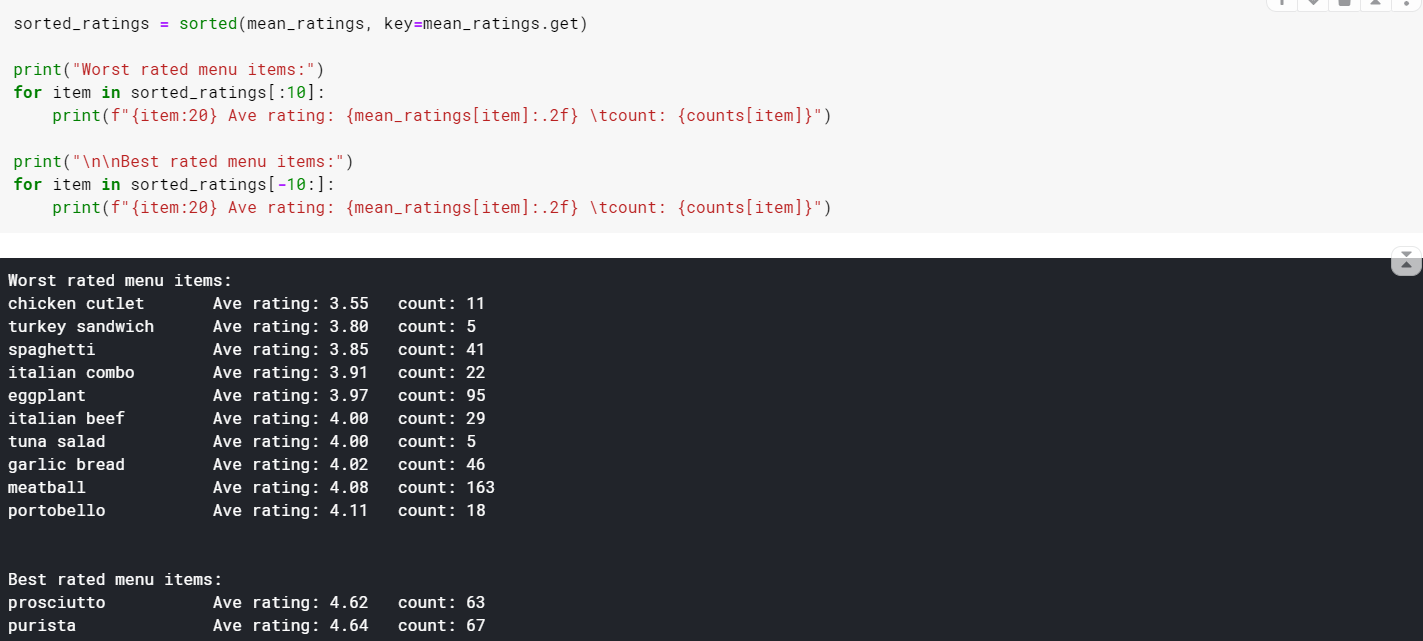 sorted_ratings = sorted(mean_ratings, key=mean_ratings.get)
print("Worst rated menu items:")
for item in sorted_ratings[:10]:
    print(f"{item:20} Ave rating: {mean_ratings[item]:.2f} \tcount: {counts[item]}")
print("\n\nBest rated menu items:")
for item in sorted_ratings[-10:]:
    print(f"{item:20} Ave rating: {mean_ratings[item]:.2f} \tcount: {counts[item]}")
Worst rated menu items:
chicken cutlet       Ave rating: 3.55   count: 11
turkey sandwich      Ave rating: 3.80   count: 5
spaghetti            Ave rating: 3.85   count: 41
italian combo        Ave rating: 3.91   count: 22
eggplant             Ave rating: 3.97   count: 95
italian beef         Ave rating: 4.00   count: 29
tuna salad           Ave rating: 4.00   count: 5
garlic bread         Ave rating: 4.02   count: 46
meatball             Ave rating: 4.08   count: 163
portobello           Ave rating: 4.11   count: 18
Best rated menu items:
prosciutto           Ave rating: 4.62   count: 63
purista              Ave rating: 4.64   count: 67